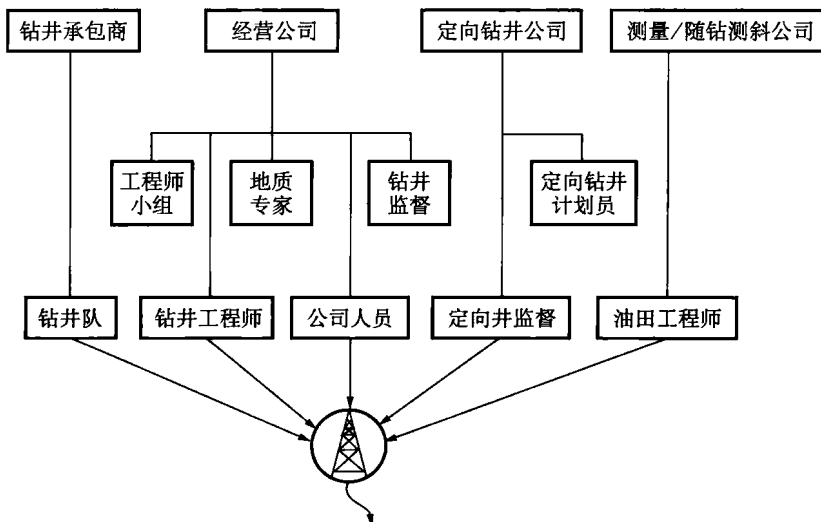 钻井承包商
经营公司
定向钻井公司
测量/随钻测斜公司
工程师
小组
地质
专家
钻井
监督
定向钻井
计划员
钻井队
钻井工程师
公司人员
定向井监督
油田工程师